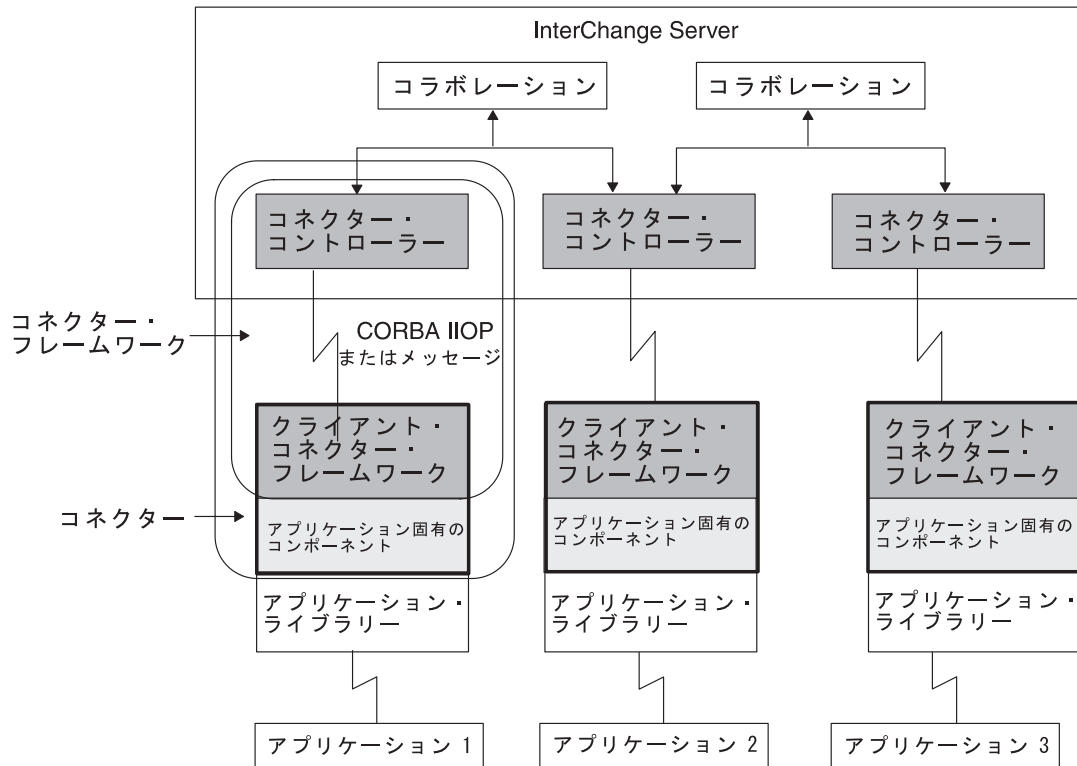 InterChange Server
コラボレーション
コラボレーション
コネクター・
コントローラー
コネクター・
コントローラー
コネクター・
コントローラー
コネクター・
フレームワーク
CORBA IIOP
またはメッセージ
クライアント・
コネクター・
フレームワーク
クライアント・
コネクター・
フレームワーク
クライアント・
コネクター・
フレームワーク
コネクター
アプリケーション固有の
コンポーネント
アプリケーション固有の
コンポーネント
アプリケーション固有の
コンポーネント
アプリケーション・
ライブラリー
アプリケーション・
ライブラリー
アプリケーション・
ライブラリー
アプリケーション 1
アプリケーション 2
アプリケーション 3